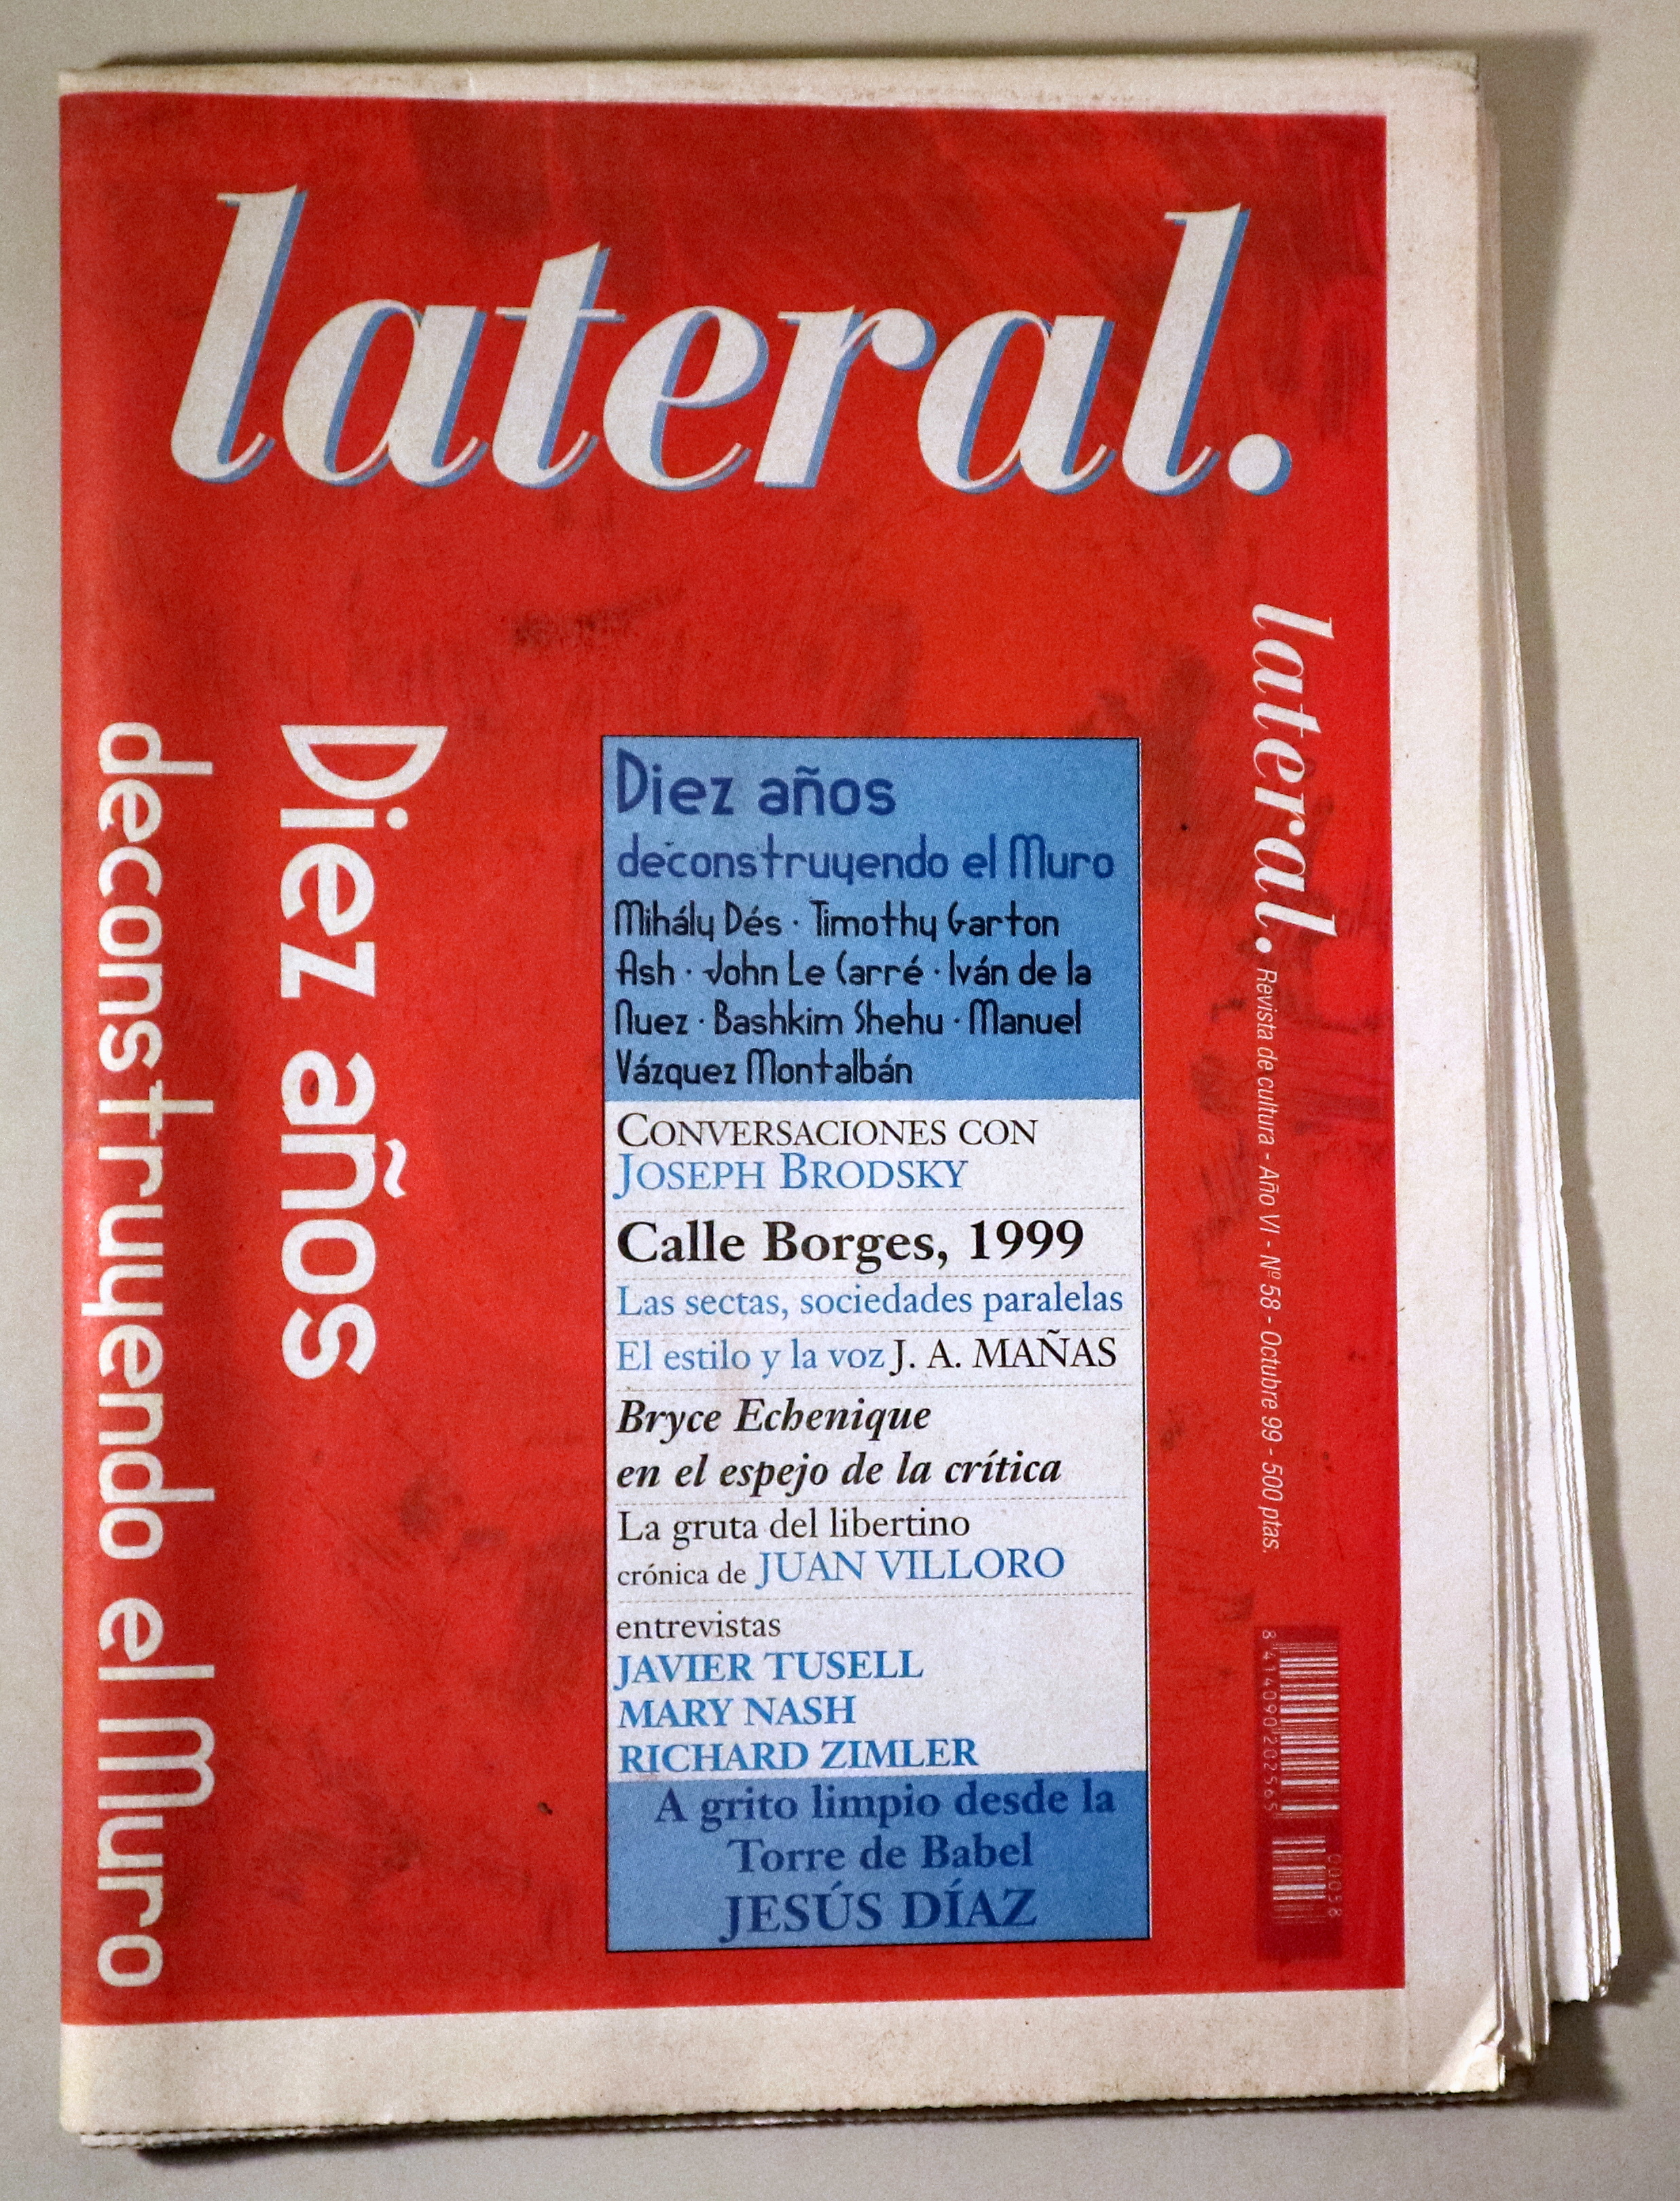 lateral.
lateral. Revista de cultura - Año VI - Nº 58 - Octubre 99 - 500 ptas.
Diez años
deconstruyendo el Muro
Diez años
deconstruyendo el Muro
Mihály Dés · Timothy Garton
Ash · John Le Carré · Iván de la
Nuez · Bashkim Shehu · Manuel
Vázquez Montalbán
CONVERSACIONES CON
JOSEPH BRODSKY
Calle Borges, 1999
Las sectas, sociedades paralelas
El estilo y la voz J. A. MAÑAS
Bryce Echenique
en el espejo de la crítica
La gruta del libertino
crónica de JUAN VILLORO
entrevistas
JAVIER TUSELL
MARY NASH
RICHARD ZIMLER
A grito limpio desde la
Torre de Babel
JESÚS DÍAZ
8 414090 202565
00058